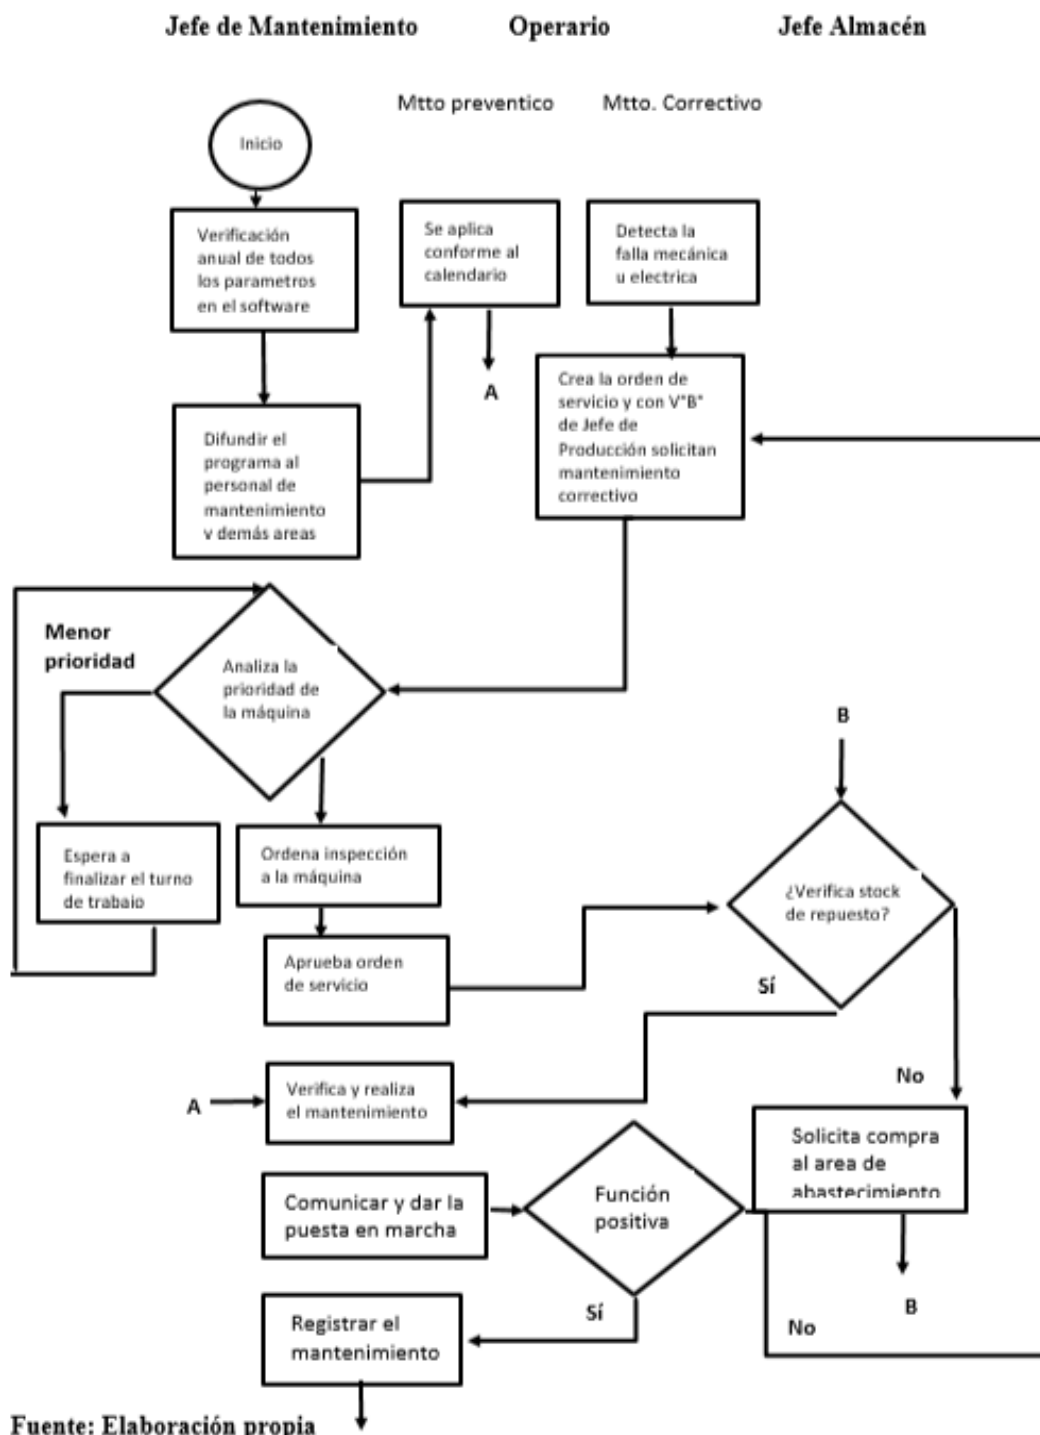 Jefe de Mantenimiento
Operario
Jefe Almacén
Mtto preventico
Mtto. Correctivo
Inicio
Verificación
anual de todos
los parametros
en el software
Se aplica
conforme al
calendario
Detecta la
falla mecánica
u electrica
A
Crea la orden de
servicio y con V°B°
de Jefe de
Producción solicitan
mantenimiento
correctivo
Difundir el
programa al
personal de
mantenimiento
y demás areas
Menor
prioridad
Analiza la
prioridad de
la máquina
B
Espera a
finalizar el turno
de trabajo
Ordena inspección
a la máquina
¿Verifica stock
de repuesto?
Aprueba orden
de servicio
Sí
No
A
Verifica y realiza
el mantenimiento
Solicita compra
al area de
abastecimiento
Comunicar y dar la
puesta en marcha
Función
positiva
B
Sí
No
Registrar el
mantenimiento
Fuente: Elaboración propia